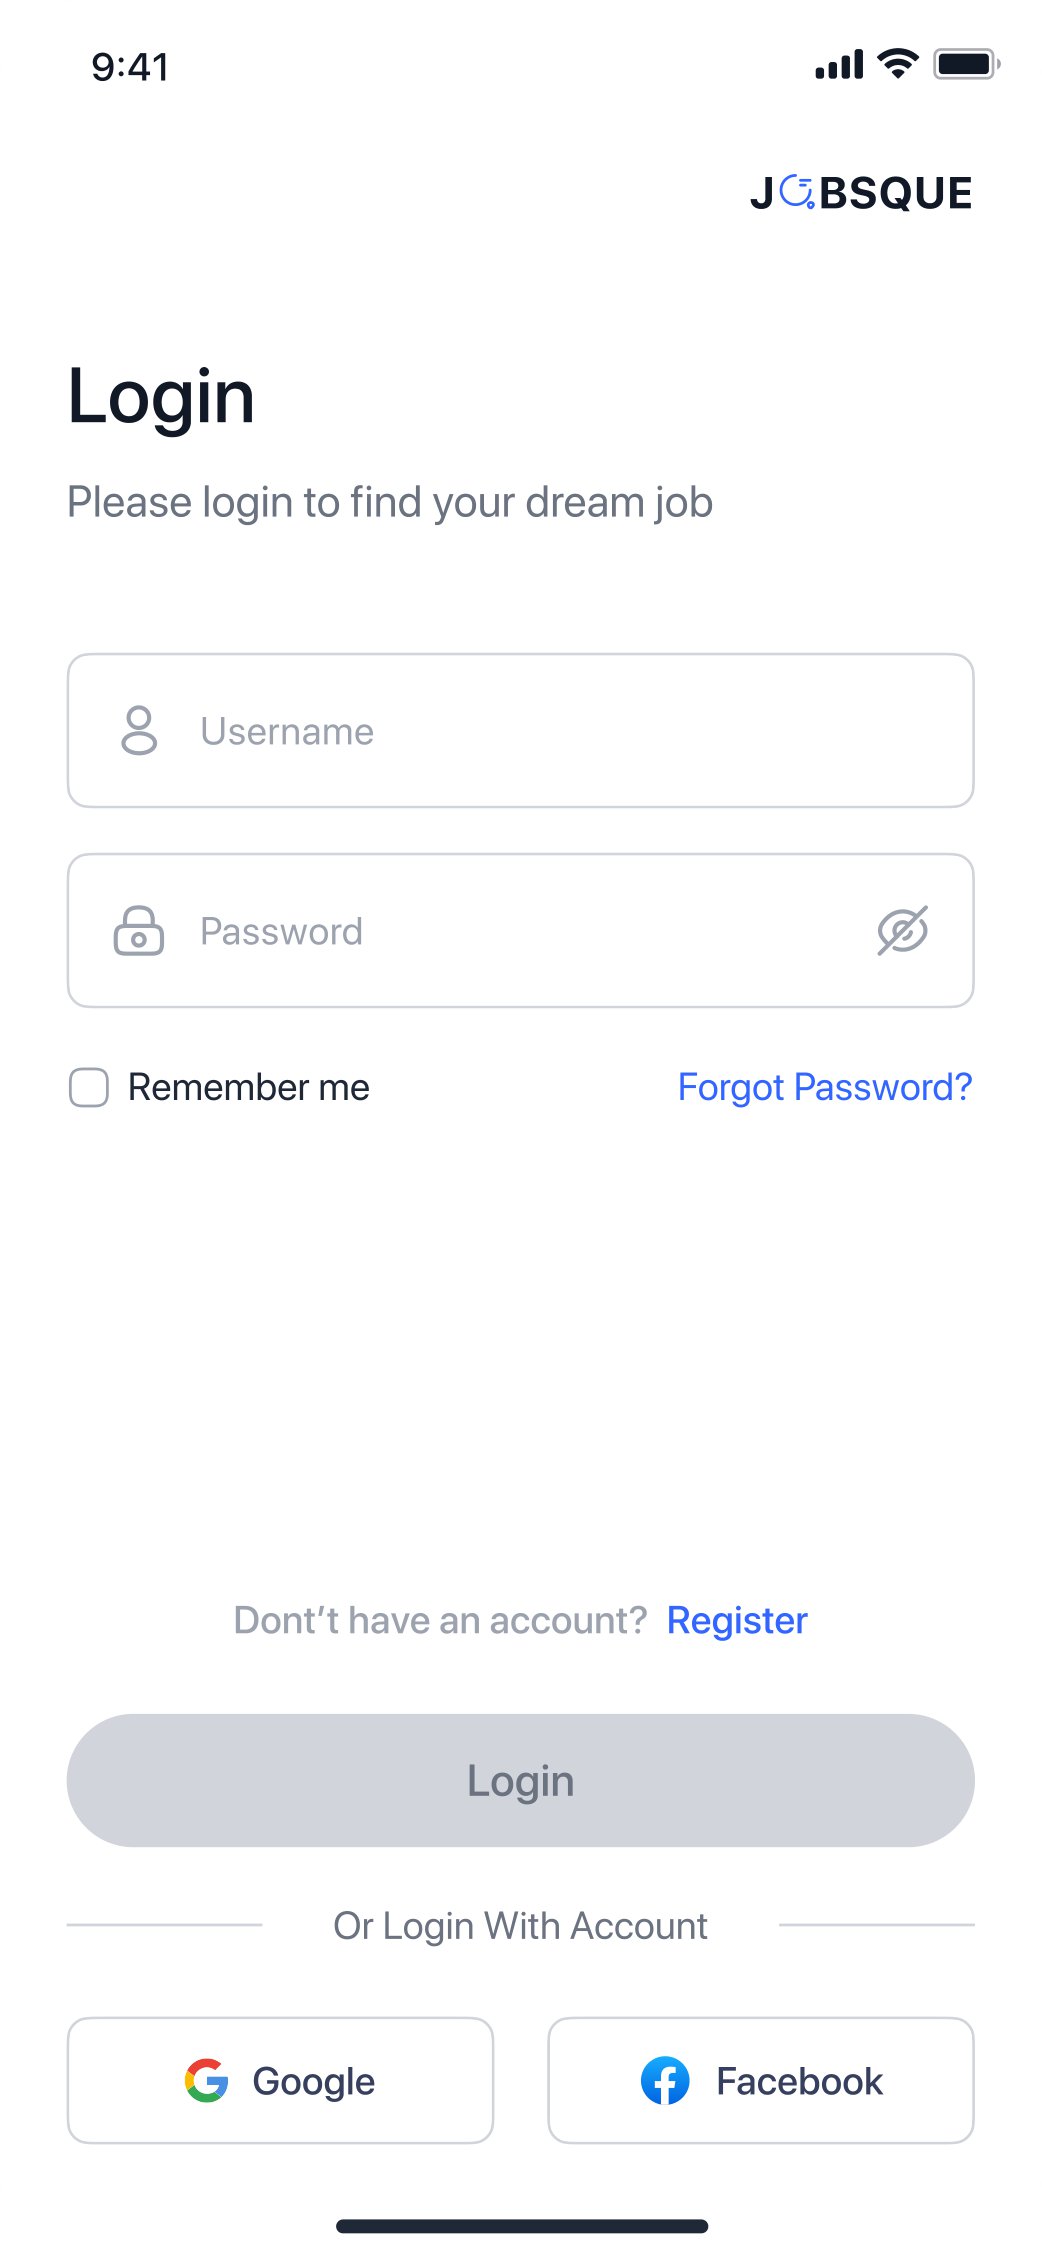 9:41
JOBSQUE
Login
Please login to find your dream job
Username
Password
Remember me
Forgot Password?
Dont’t have an account? Register
Login
Or Login With Account
Google
Facebook